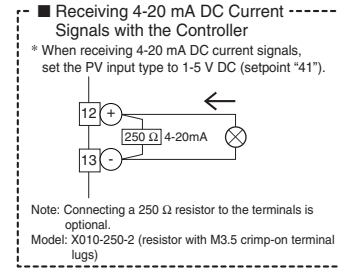 ■ Receiving 4-20 mA DC Current
Signals with the Controller
* When receiving 4-20 mA DC current signals,
set the PV input type to 1-5 V DC (setpoint “41”).
12 +
250 Ω 4-20mA
13 -
Note: Connecting a 250 Ω resistor to the terminals is
optional.
Model: X010-250-2 (resistor with M3.5 crimp-on terminal
lugs)